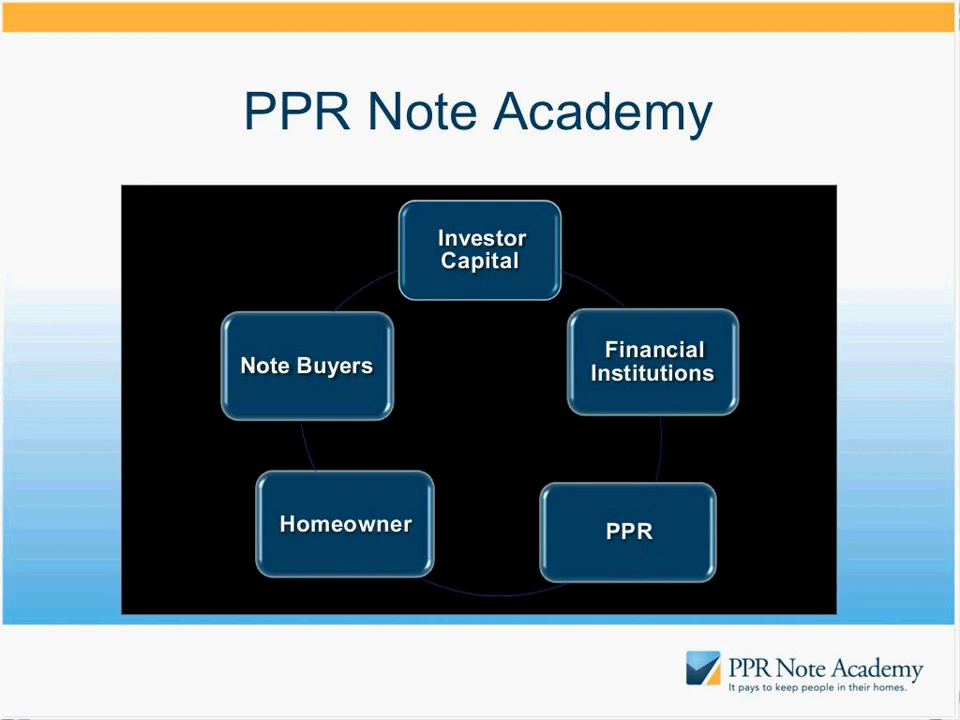 PPR Note Academy
Investor
Capital
Financial
Institutions
Note Buyers
Homeowner
PPR
PPR Note Academy
It pays to keep people in their homes.